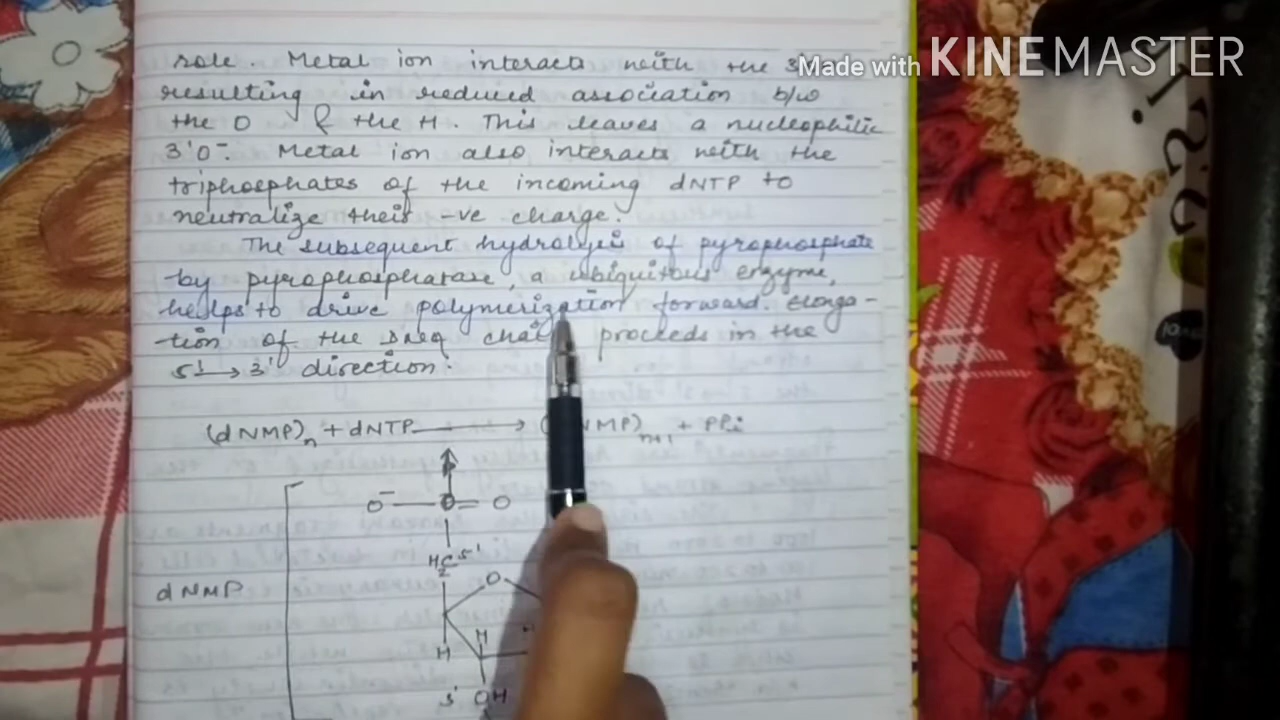 role. Metal ion interacts with the 3'
Made with KINEMASTER
resulting in reduced association b/w
the O & the H. This leaves a nucleophilic
3'O⁻. Metal ion also interacts with the
triphosphates of the incoming dNTP to
neutralize their -ve charge.
The subsequent hydrolysis of pyrophosphate
by pyrophosphatase, a ubiquitous enzyme,
helps to drive polymerization forward. Elonga-
tion of the DNA chain proceeds in the
5' → 3' direction.
(dNMP)n + dNTP → NMP)n+1 + PPi
O⁻ = O
H₂C 5'
O
dNMP
H
H
3' OH